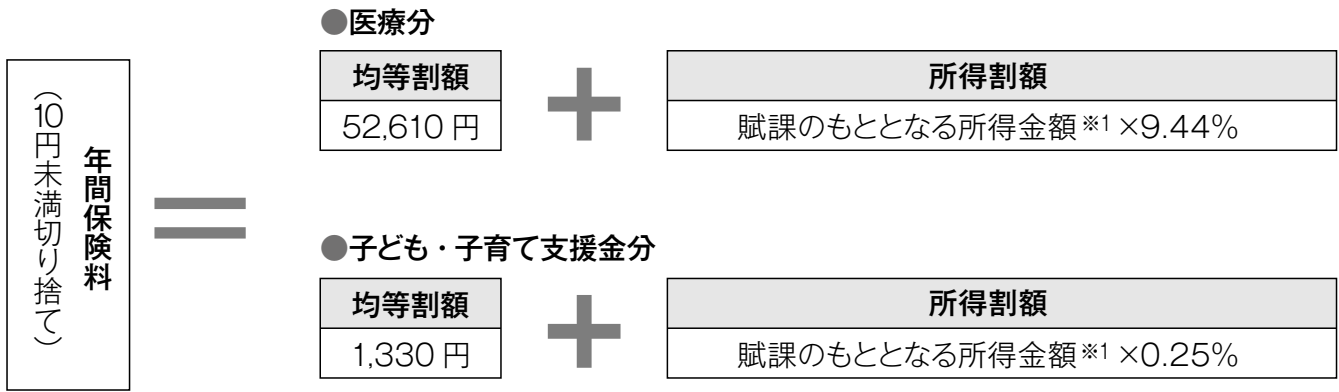 年間保険料
（10円未満切り捨て）
●医療分
均等割額
52,610 円
所得割額
賦課のもととなる所得金額※1×9.44%
●子ども・子育て支援金分
均等割額
1,330 円
所得割額
賦課のもととなる所得金額※1×0.25%